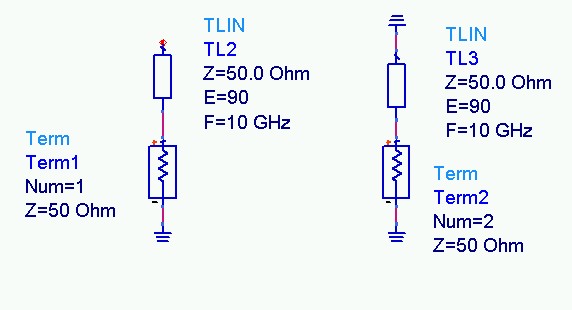 TLIN
TL2
Z=50.0 Ohm
E=90
F=10 GHz
Term
Term1
Num=1
Z=50 Ohm
TLIN
TL3
Z=50.0 Ohm
E=90
F=10 GHz
Term
Term2
Num=2
Z=50 Ohm